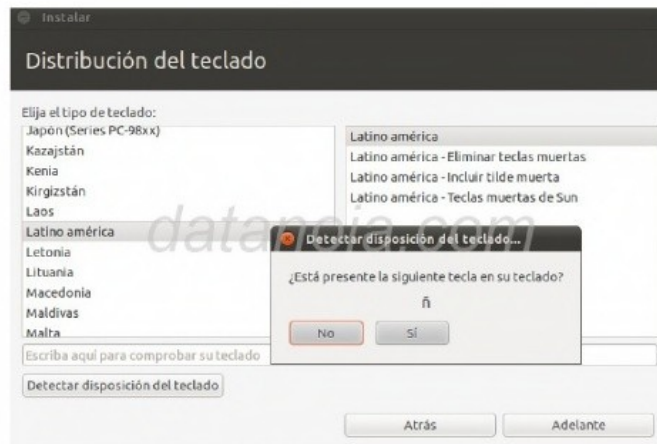 Instalar
Distribución del teclado
Elija el tipo de teclado:
Japón (Series PC-98xx)
Kazajstán
Kenia
Kirgizstán
Laos
Latino américa
Letonia
Lituania
Macedonia
Maldivas
Malta
Latino américa
Latino américa - Eliminar teclas muertas
Latino américa - Incluir tilde muerta
Latino américa - Teclas muertas de Sun
datancia.com
Detectar disposición del teclado...
¿Está presente la siguiente tecla en su teclado?
ñ
No Sí
Escriba aquí para comprobar su teclado
Detectar disposición del teclado
Atrás Adelante